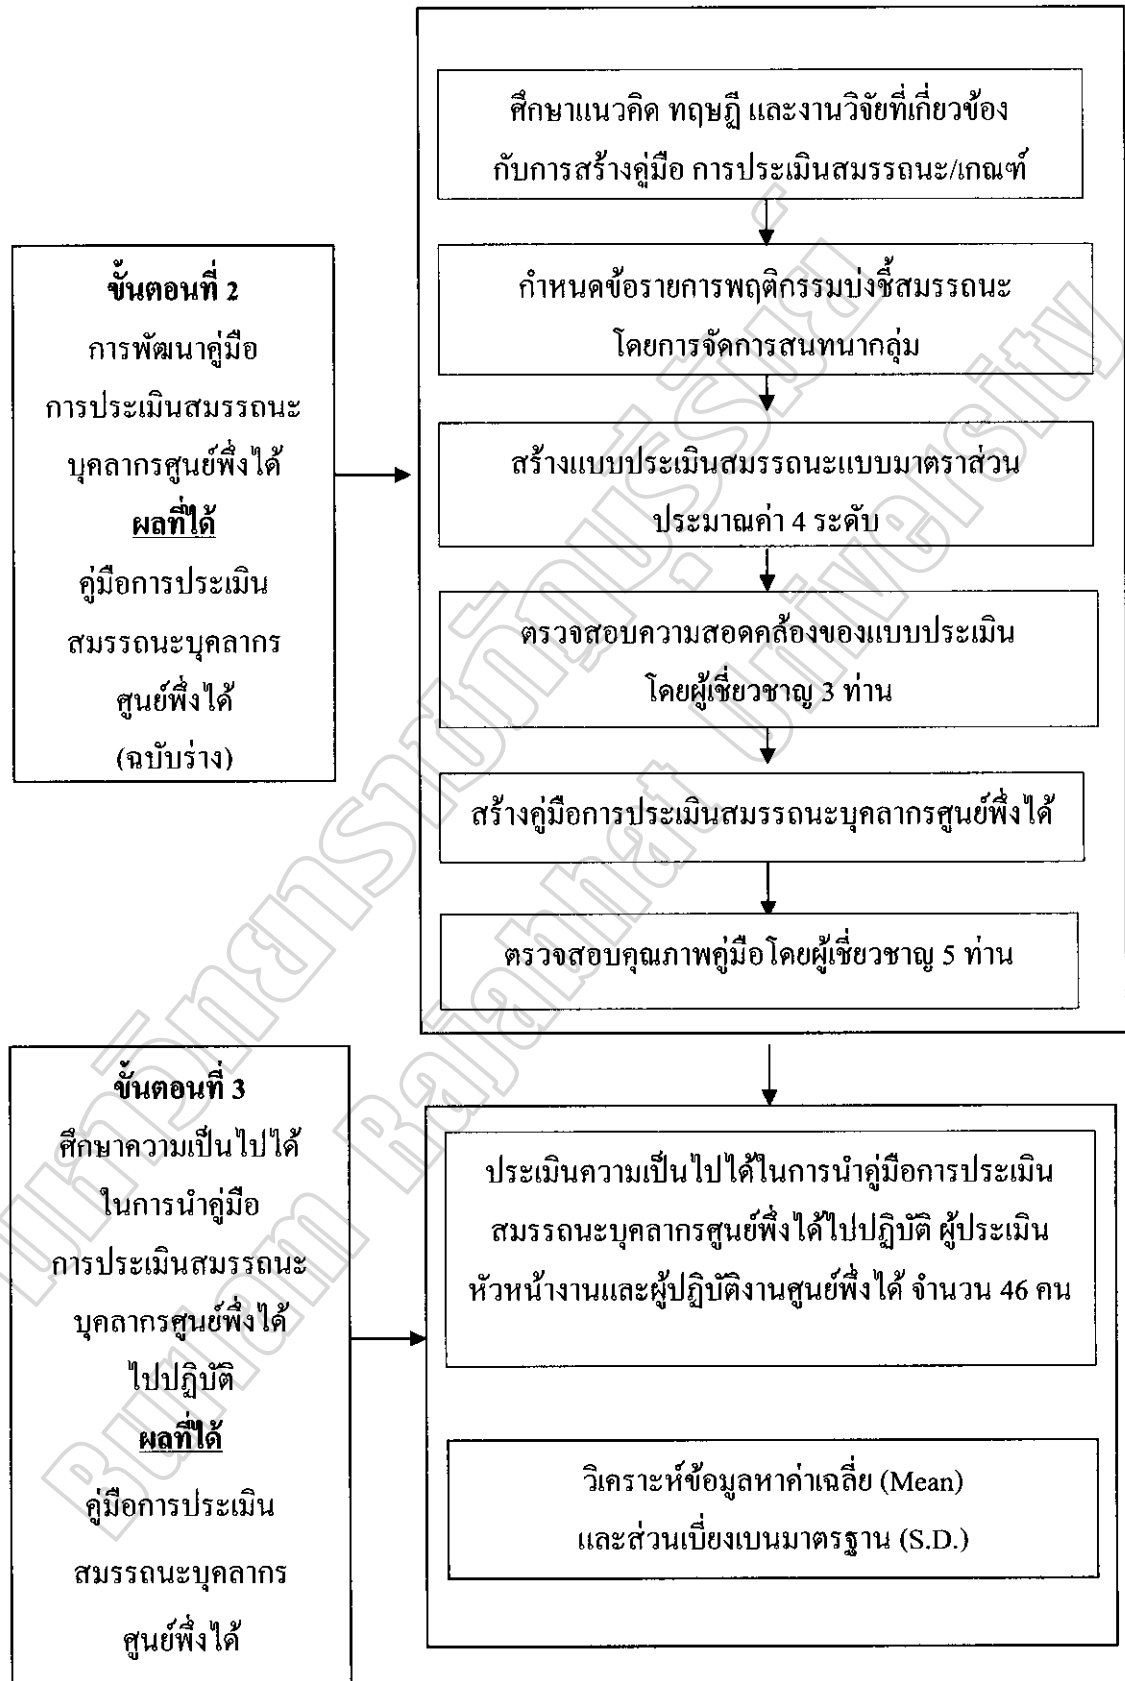 ศึกษาแนวคิด ทฤษฏี และงานวิจัยที่เกี่ยวข้อง
กับการสร้างคู่มือ การประเมินสมรรถนะ/เกณฑ์
ขั้นตอนที่ 2
การพัฒนาคู่มือ
การประเมินสมรรถนะ
บุคลากรศูนย์พึ่งได้
ผลที่ได้
คู่มือการประเมิน
สมรรถนะบุคลากร
ศูนย์พึ่งได้
(ฉบับร่าง)
กำหนดข้อรายการพฤติกรรมบ่งชี้สมรรถนะ
โดยการจัดการสนทนากลุ่ม
สร้างแบบประเมินสมรรถนะแบบมาตราส่วน
ประมาณค่า 4 ระดับ
ตรวจสอบความสอดคล้องของแบบประเมิน
โดยผู้เชี่ยวชาญ 3 ท่าน
สร้างคู่มือการประเมินสมรรถนะบุคลากรศูนย์พึ่งได้
ตรวจสอบคุณภาพคู่มือโดยผู้เชี่ยวชาญ 5 ท่าน
ขั้นตอนที่ 3
ศึกษาความเป็นไปได้
ในการนำคู่มือ
การประเมินสมรรถนะ
บุคลากรศูนย์พึ่งได้
ไปปฏิบัติ
ผลที่ได้
คู่มือการประเมิน
สมรรถนะบุคลากร
ศูนย์พึ่งได้
ประเมินความเป็นไปได้ในการนำคู่มือการประเมิน
สมรรถนะบุคลากรศูนย์พึ่งได้ไปปฏิบัติ ผู้ประเมิน
หัวหน้างานและผู้ปฏิบัติงานศูนย์พึ่งได้ จำนวน 46 คน
วิเคราะห์ข้อมูลหาค่าเฉลี่ย (Mean)
และส่วนเบี่ยงเบนมาตรฐาน (S.D.)
มหาวิทยาลัยราชภัฏบุรีรัมย์
Buriram Rajabhat University